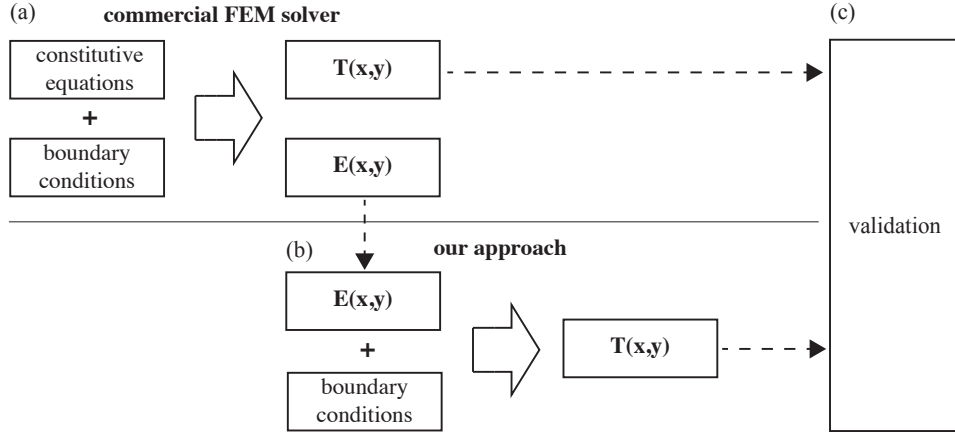 (a)
commercial FEM solver
(c)
constitutive
equations
+
boundary
conditions
T(x,y)
E(x,y)
validation
(b)
our approach
E(x,y)
+
boundary
conditions
T(x,y)